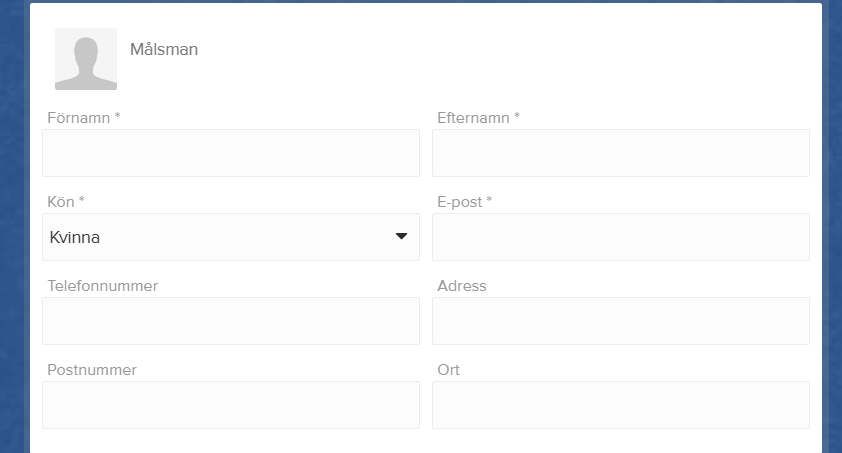 Målsman
Förnamn *
Efternamn *
Kön *
E-post *
Kvinna
Telefonnummer
Adress
Postnummer
Ort